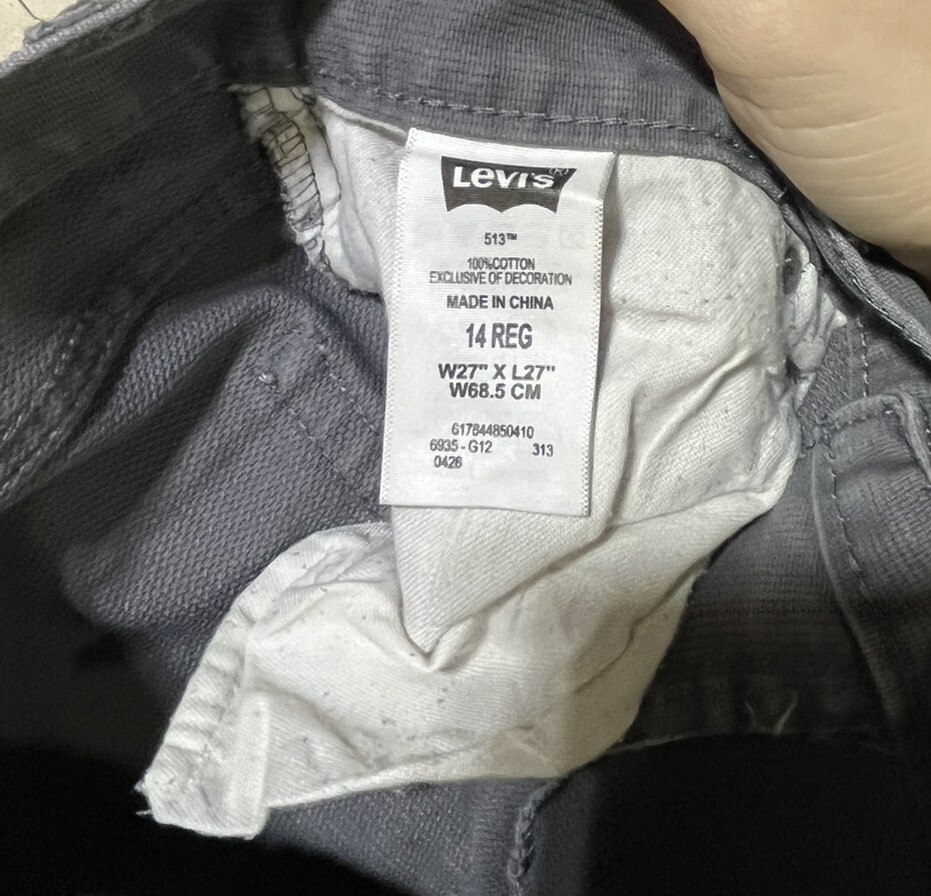 Levi's®
513™
100%COTTON
EXCLUSIVE OF DECORATION
MADE IN CHINA
14 REG
W27" X L27"
W68.5 CM
617844850410
6935 - G12 313
0426